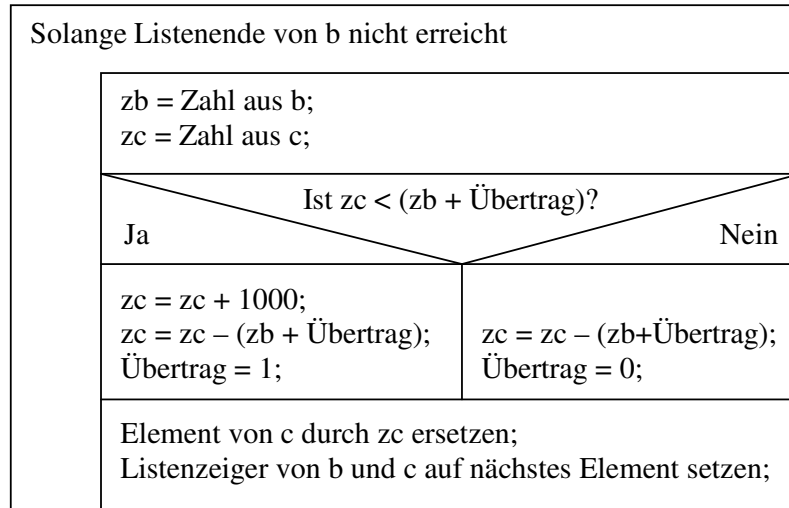 Solange Listenende von b nicht erreicht
zb = Zahl aus b;
zc = Zahl aus c;
Ist zc < (zb + Übertrag)?
Ja
Nein
zc = zc + 1000;
zc = zc – (zb + Übertrag);
Übertrag = 1;
zc = zc – (zb+Übertrag);
Übertrag = 0;
Element von c durch zc ersetzen;
Listenzeiger von b und c auf nächstes Element setzen;